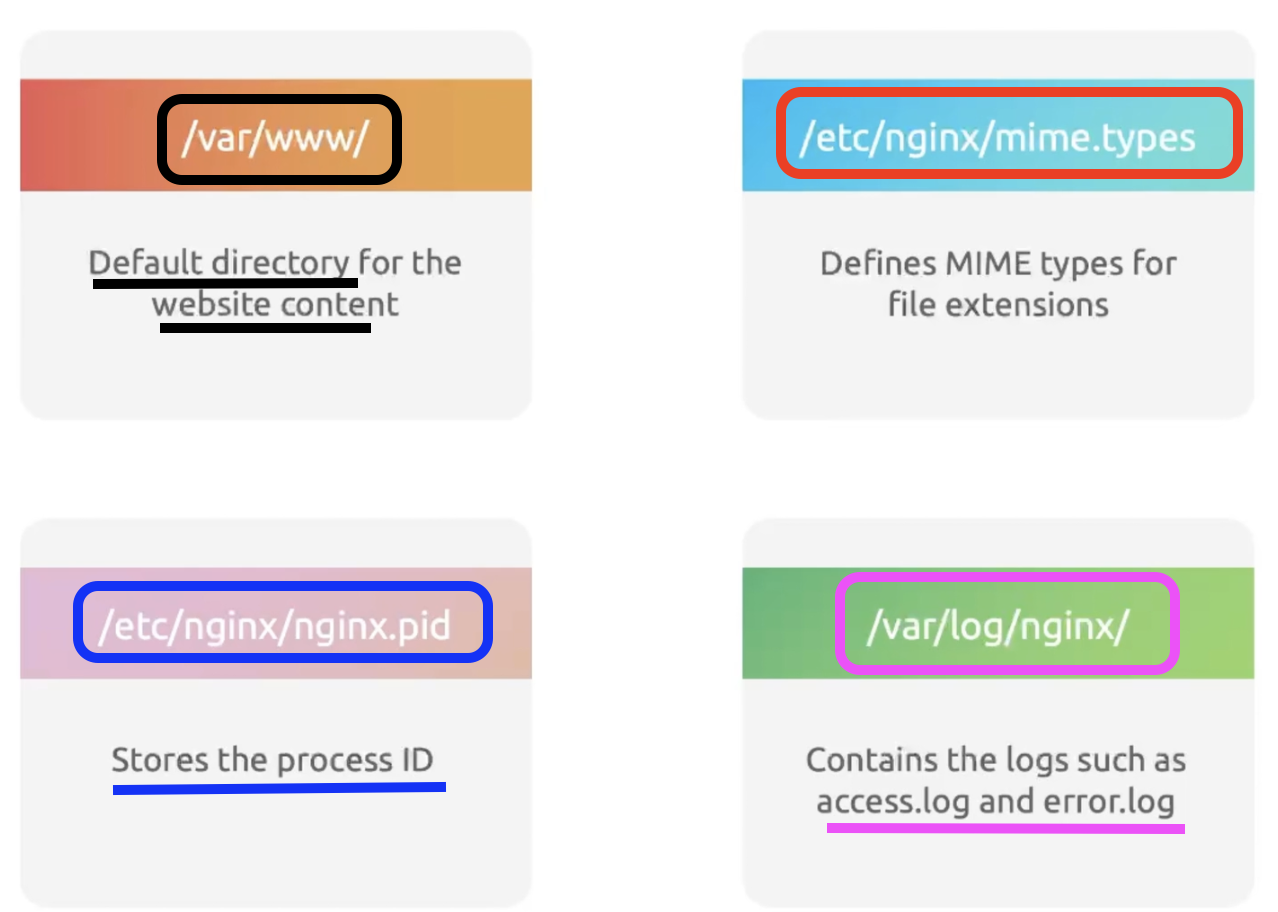 /var/www/
Default directory for the
website content
/etc/nginx/mime.types
Defines MIME types for
file extensions
/etc/nginx/nginx.pid
Stores the process ID
/var/log/nginx/
Contains the logs such as
access.log and error.log